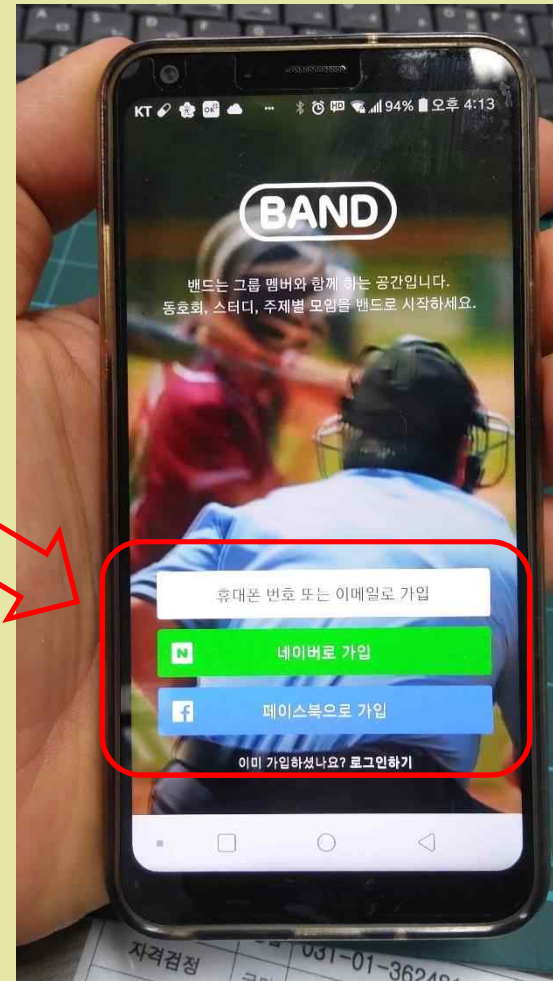 KT 94% 오후 4:13
BAND
밴드는 그룹 멤버와 함께 하는 공간입니다.
동호회, 스터디, 주제별 모임을 밴드로 시작하세요.
휴대폰 번호 또는 이메일로 가입
N 네이버로 가입
f 페이스북으로 가입
이미 가입하셨나요? 로그인하기
자격검정